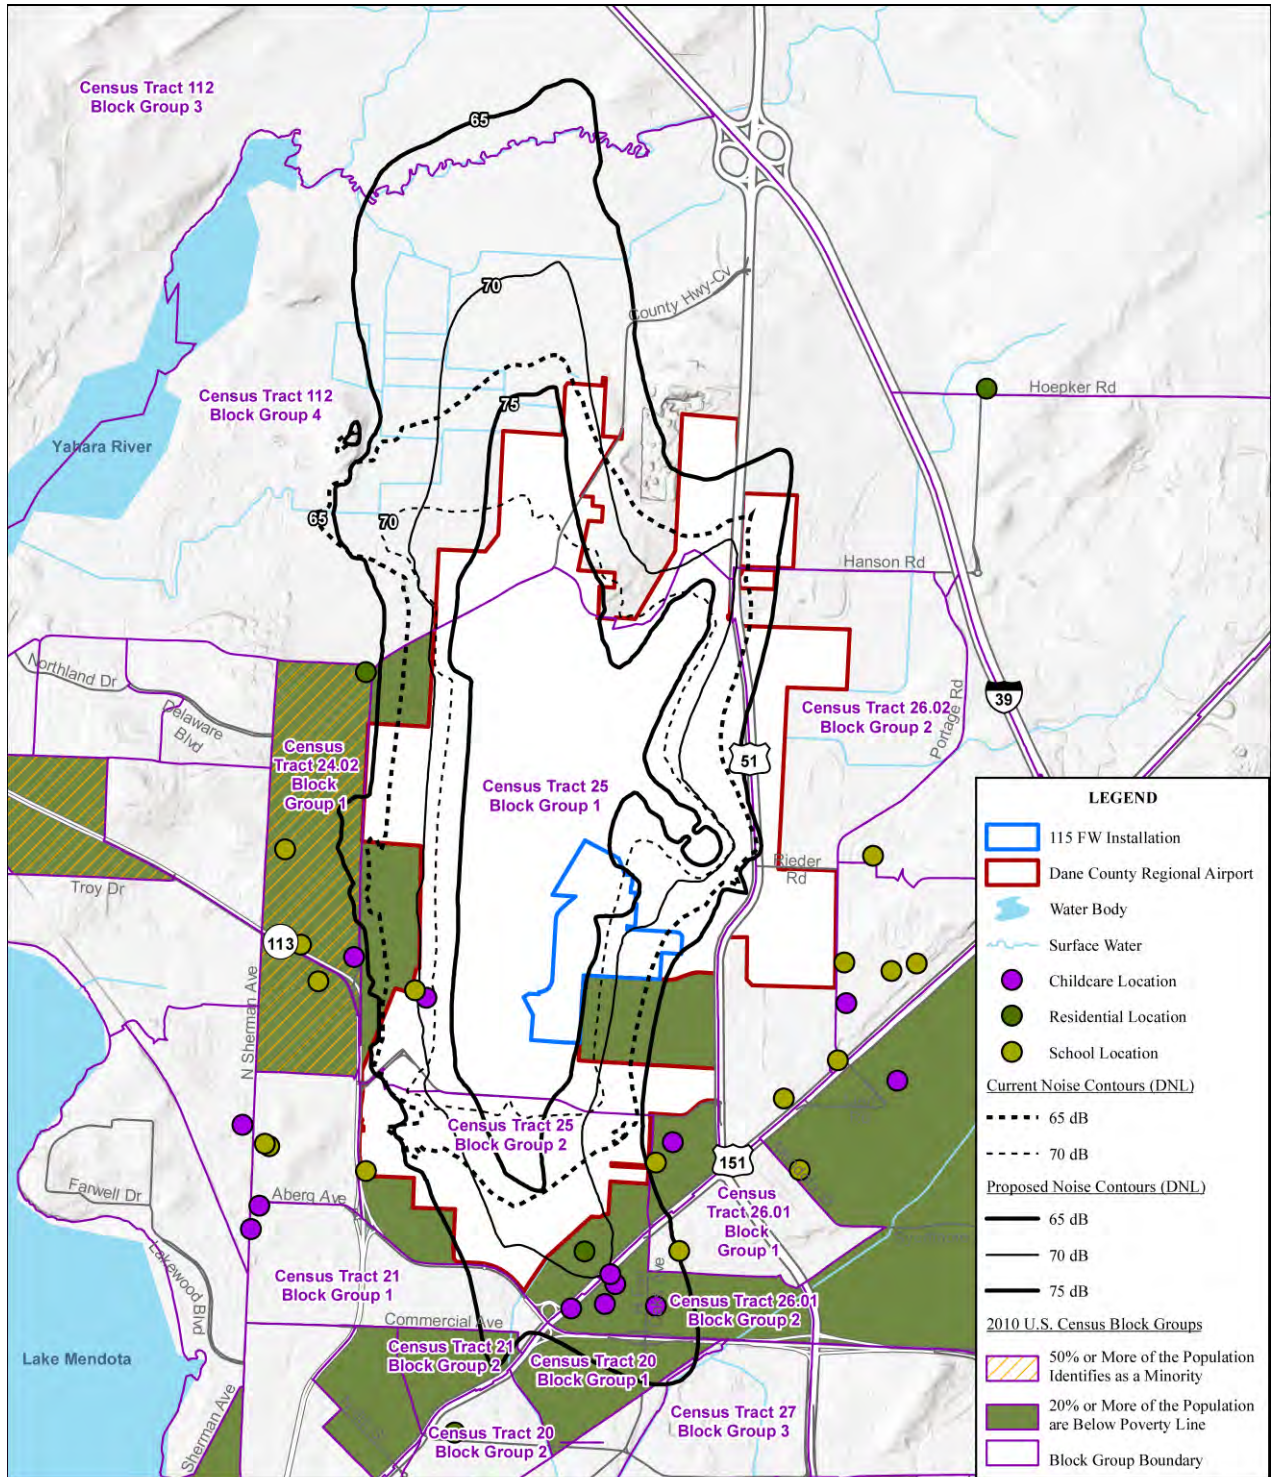 Census Tract 112
Block Group 3
65
70
County Hwy-Cv
Hoepker Rd
Census Tract 112
Block Group 4
75
Yahara River
65
70
Hanson Rd
Northland Dr
Delaware
Blvd
Census
Tract 24.02
Block
Group 1
Census Tract 26.02
Block Group 2
Portage Rd
39
51
Census Tract 25
Block Group 1
Rieder
Rd
Troy Dr
113
N Sherman Ave
Census Tract 25
Block Group 2
151
Farwell Dr
Aberg Ave
Census
Tract 26.01
Block
Group 1
Lakewood Blvd
Census Tract 21
Block Group 1
Census Tract 26.01
Block Group 2
Commercial Ave
Census Tract 21
Block Group 2
Census Tract 20
Block Group 1
Lake Mendota
Sherman Ave
Census Tract 20
Block Group 2
Census Tract 27
Block Group 3
LEGEND
115 FW Installation
Dane County Regional Airport
Water Body
Surface Water
Childcare Location
Residential Location
School Location
Current Noise Contours (DNL)
65 dB
70 dB
Proposed Noise Contours (DNL)
65 dB
70 dB
75 dB
2010 U.S. Census Block Groups
50% or More of the Population
Identifies as a Minority
20% or More of the Population
are Below Poverty Line
Block Group Boundary